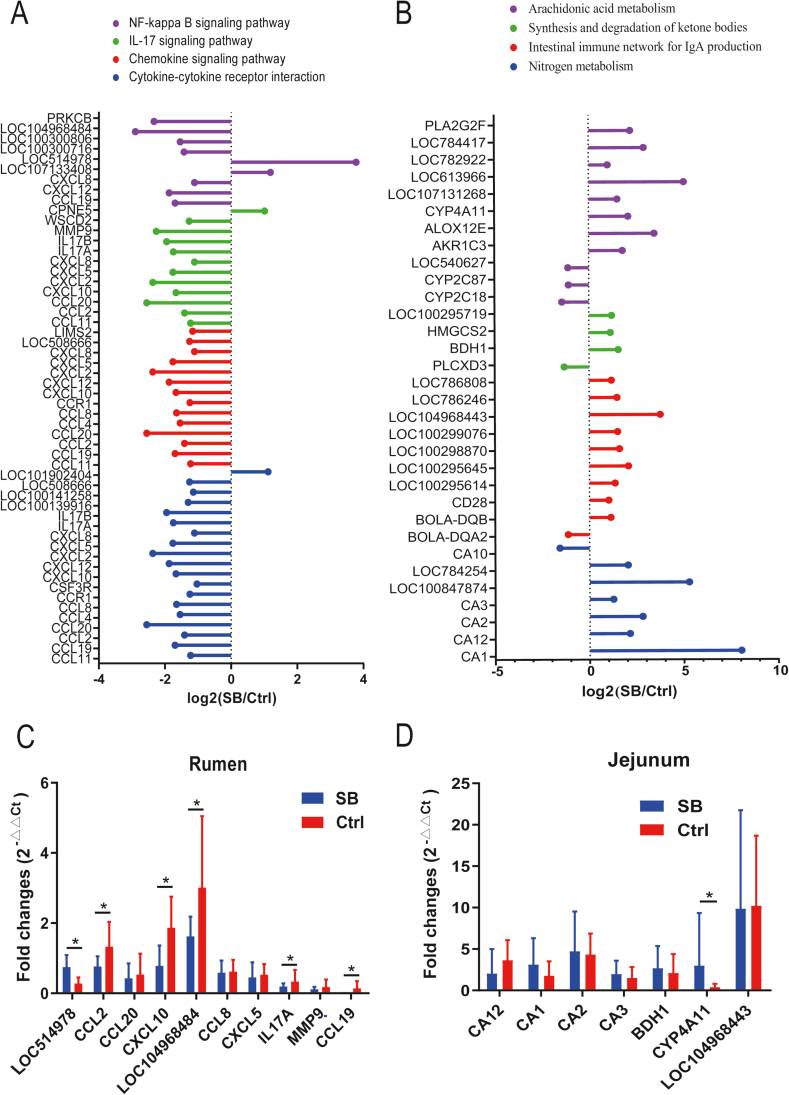 A
NF-kappa B signaling pathway
IL-17 signaling pathway
Chemokine signaling pathway
Cytokine-cytokine receptor interaction
PRKCB
LOC104968484
LOC100300806
LOC100300716
LOC514978
LOC107133408
CXCL8
CXCL12
CCL19
CPNE5
WSCD2
MMP9
IL17B
IL17A
CXCL8
CXCL5
CXCL2
CXCL10
CCL20
CCL2
CCL11
LIMS2
LOC508666
CXCL8
CXCL5
CXCL2
CXCL12
CXCL10
CCR1
CCL8
CCL4
CCL20
CCL2
CCL19
CCL11
LOC101902404
LOC508666
LOC100141258
LOC100139916
IL17B
IL17A
CXCL8
CXCL5
CXCL2
CXCL12
CXCL10
CSF3R
CCR1
CCL8
CCL4
CCL20
CCL2
CCL19
CCL11
-4 -2 0 2 4
log2(SB/Ctrl)
B
Arachidonic acid metabolism
Synthesis and degradation of ketone bodies
Intestinal immune network for IgA production
Nitrogen metabolism
PLA2G2F
LOC784417
LOC782922
LOC613966
LOC107131268
CYP4A11
ALOX12E
AKR1C3
LOC540627
CYP2C87
CYP2C18
LOC100295719
HMGCS2
BDH1
PLCXD3
LOC786808
LOC786246
LOC104968443
LOC100299076
LOC100298870
LOC100295645
LOC100295614
CD28
BOLA-DQB
BOLA-DQA2
CA10
LOC784254
LOC100847874
CA3
CA2
CA12
CA1
-5 0 5 10
log2(SB/Ctrl)
C
Rumen
Fold changes (2-△△Ct )
6
4
2
0
SB
Ctrl
* * * * * *
LOC514978
CCL2
CCL20
CXCL10
LOC104968484
CCL8
CXCL5
IL17A
MMP9
CCL19
D
Jejunum
Fold changes (2-△△Ct )
25
20
15
10
5
0
SB
Ctrl
*
CA12
CA1
CA2
CA3
BDH1
CYP4A11
LOC104968443